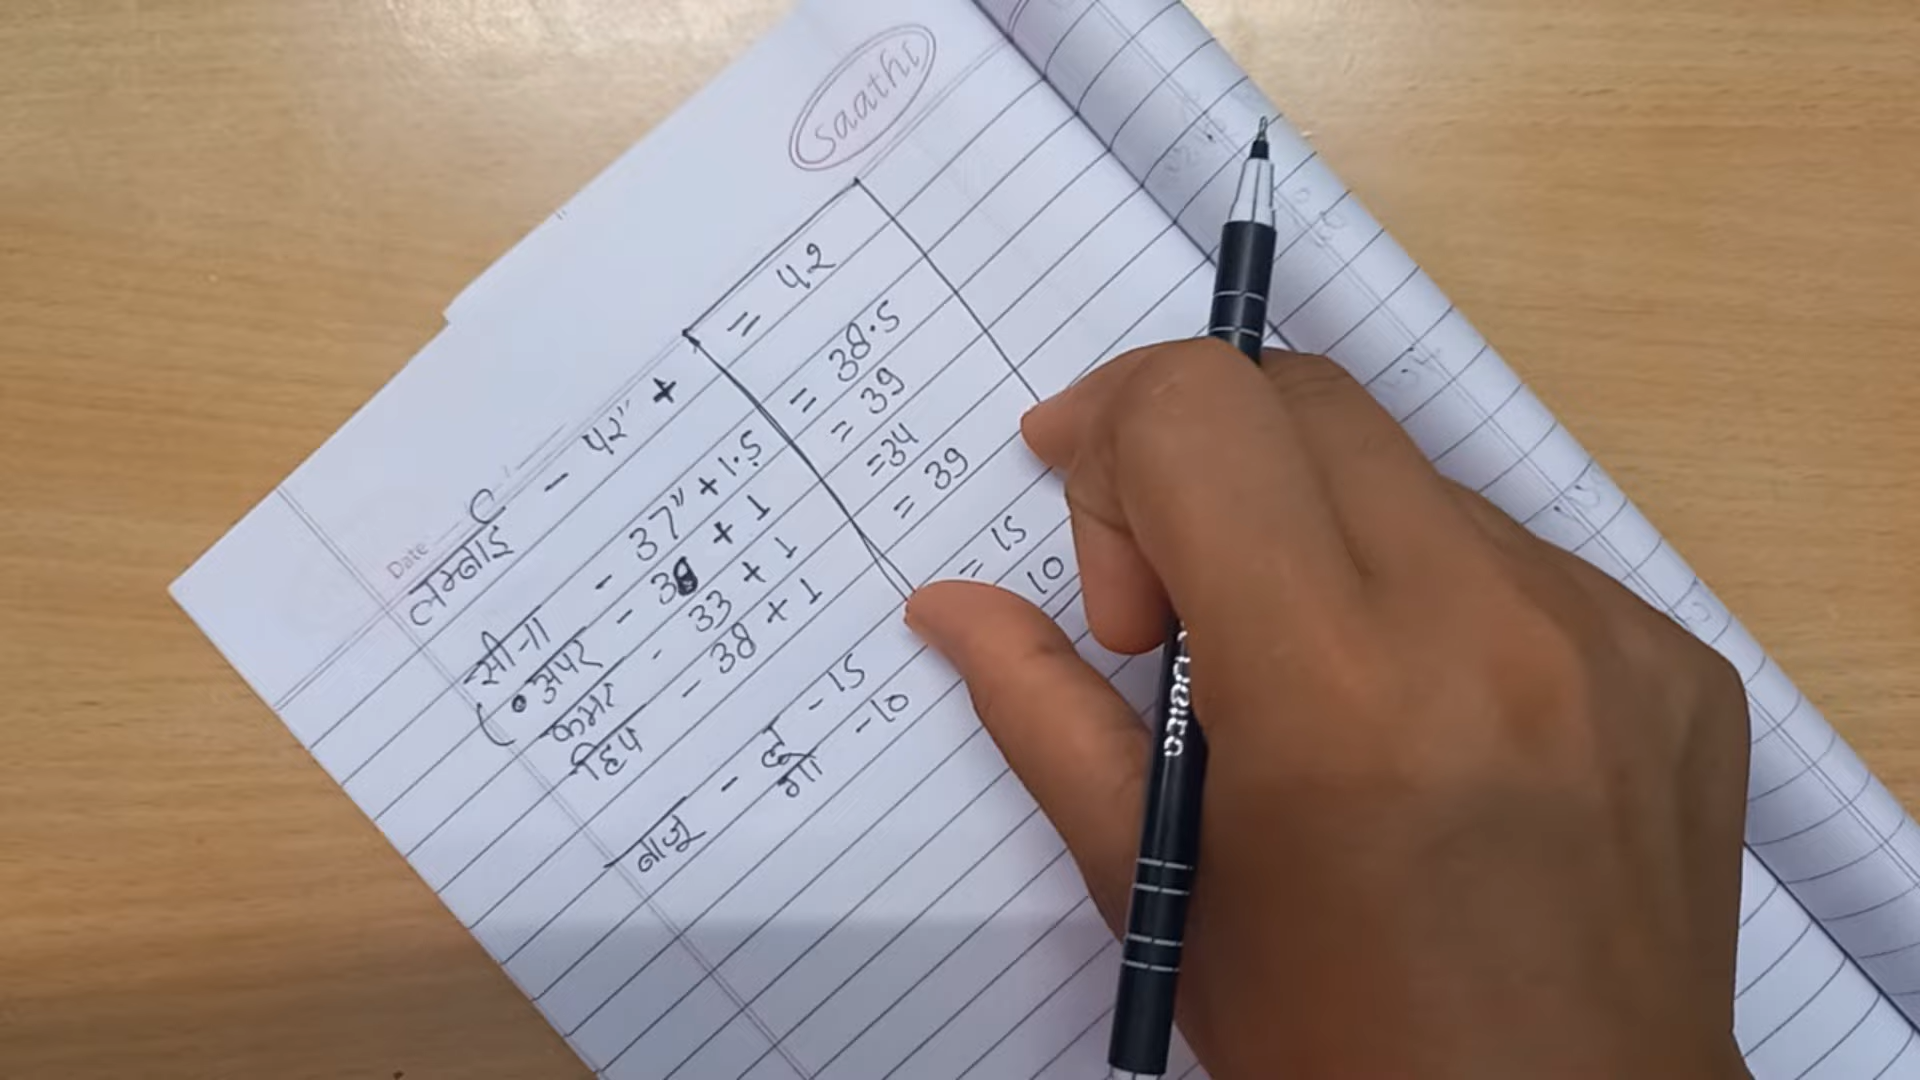 saathi
Date
लम्बाई - 42" + = 42
सीना - 37" + 1.5 = 38.5
( • अपर - 38 + 1 = 39
कमर - 33 + 1 = 34
हिप - 38 + 1 = 39
बाजू - ल - 15 = 15
मो - 10 10